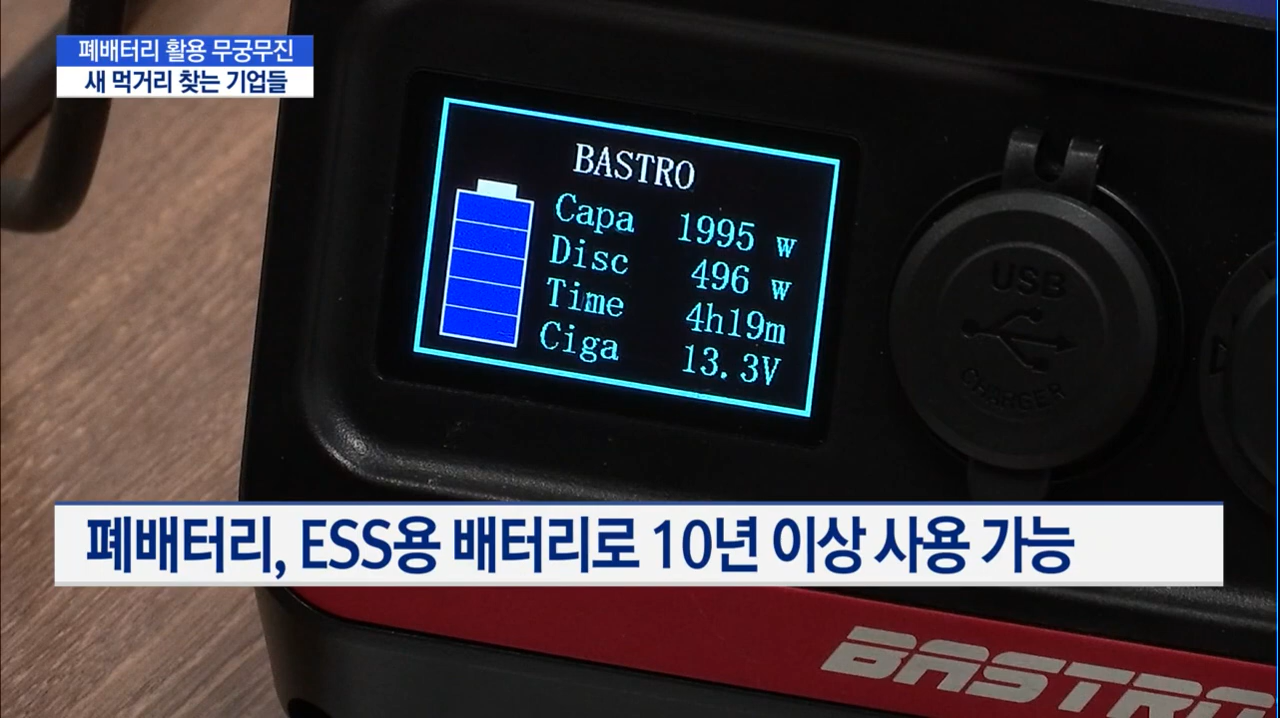 폐배터리 활용 무궁무진
새 먹거리 찾는 기업들
BASTRO
Capa 1995 w
Disc 496 w
Time 4h19m
Ciga 13.3V
USB
CHARGER
폐배터리, ESS용 배터리로 10년 이상 사용 가능
BASTRO